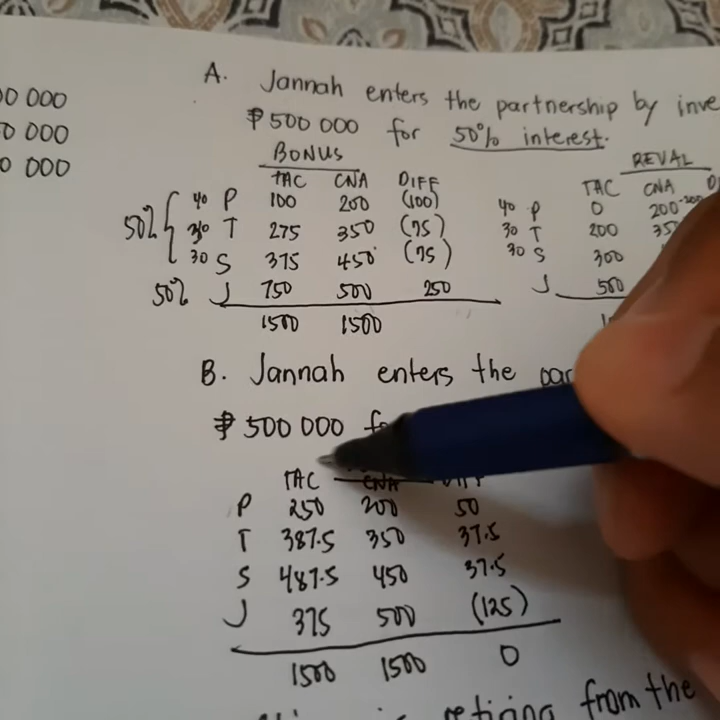 00 000
0 000
0 000
A. Jannah enters the partnership by inve
₱500 000 for 50% interest.
BONUS
TAC CNA DIFF
50% 40 P 100 200 (100)
30 T 275 350 (75)
30 S 375 450 (75)
50% J 750 500 250
1500 1500
REVAL
TAC CNA D
40 P 0 200
30 T 200 35
30 S 300
J 500
B. Jannah enters the par
₱ 500 000 f
TAC CNA DIFF
P 250 200 50
T 387.5 350 37.5
S 487.5 450 37.5
J 375 500 (125)
1500 1500 0
retiring from the